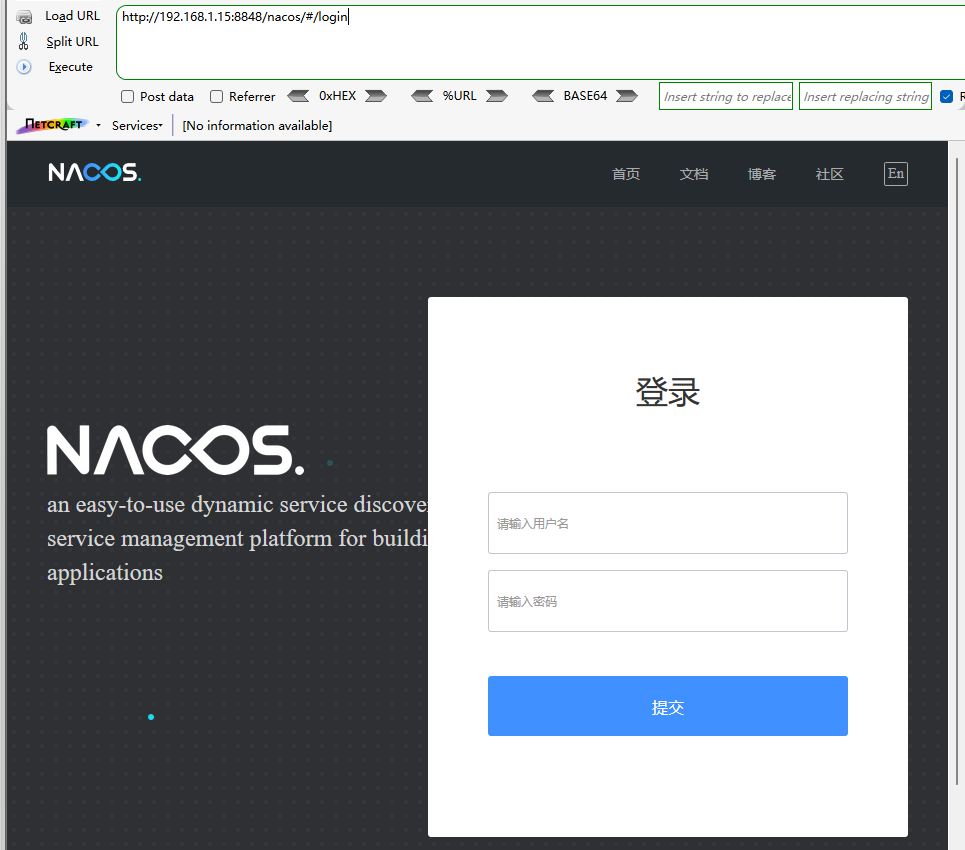 Load URL
http://192.168.1.15:8848/nacos/#/login
Split URL
Execute
Post data Referrer 0xHEX %URL BASE64 Insert string to replace Insert replacing string R
NETCRAFT Services [No information available]
NACOS. 首页 文档 博客 社区 En
登录
NACOS.
an easy-to-use dynamic service discover
service management platform for buildi
applications
请输入用户名
请输入密码
提交